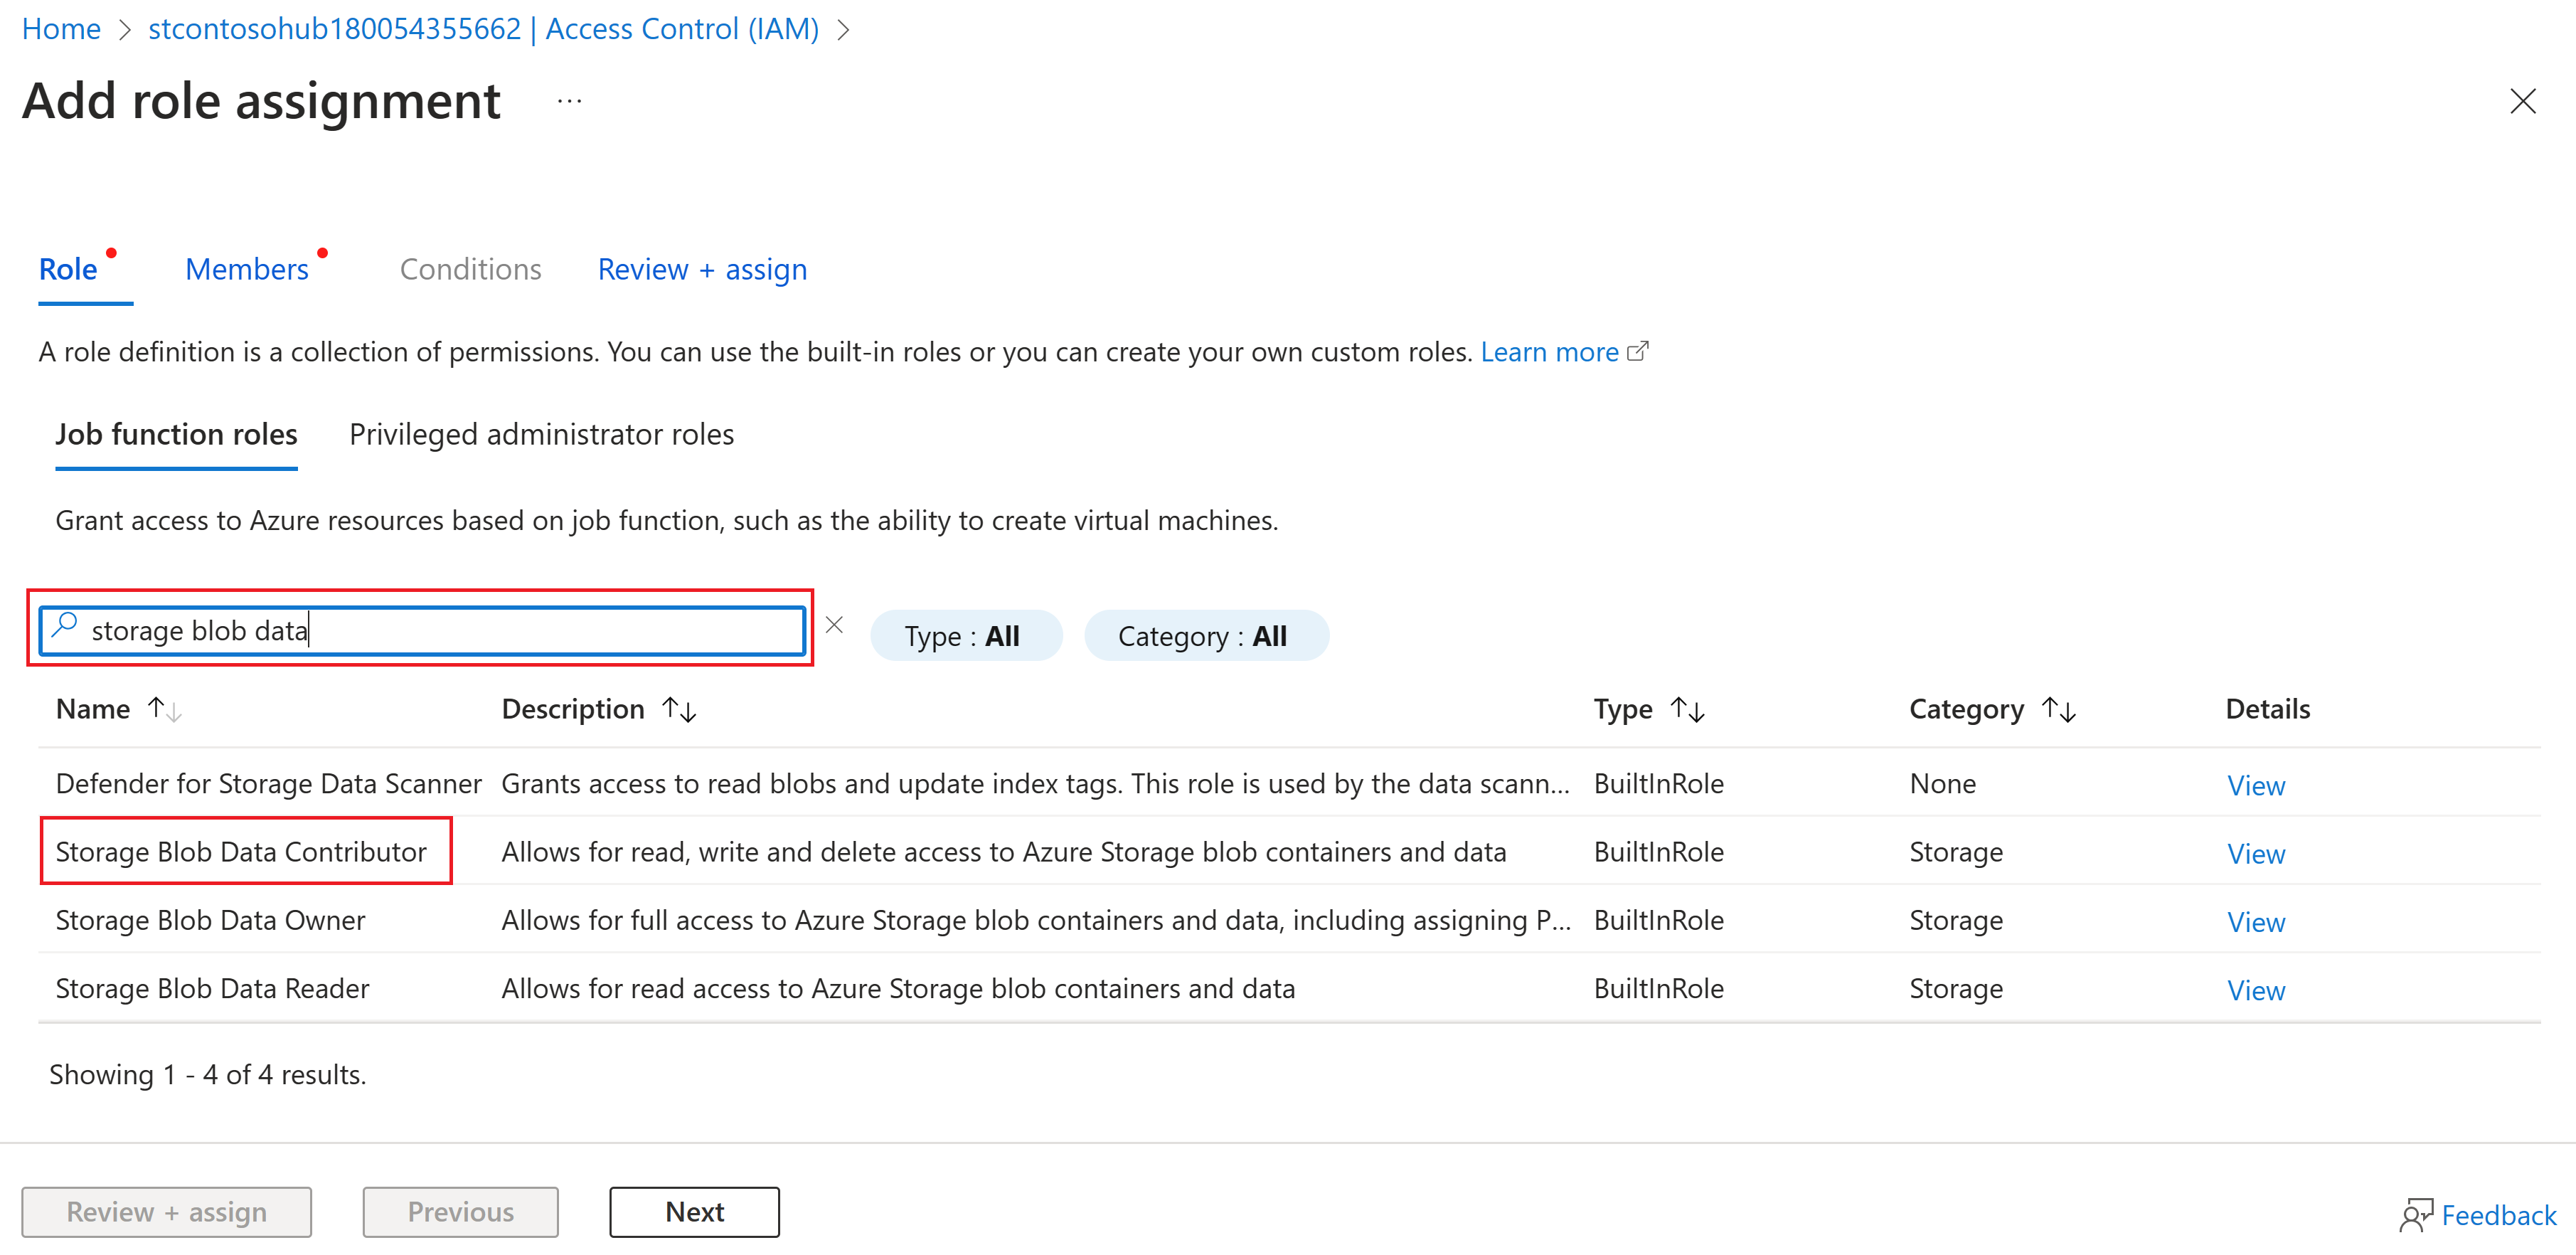 Home > stcontosohub180054355662 | Access Control (IAM) >
Add role assignment ...
Role Members Conditions Review + assign
A role definition is a collection of permissions. You can use the built-in roles or you can create your own custom roles. Learn more
Job function roles Privileged administrator roles
Grant access to Azure resources based on job function, such as the ability to create virtual machines.
storage blob data Type : All Category : All
Name ↑↓ Description ↑↓ Type ↑↓ Category ↑↓ Details
Defender for Storage Data Scanner Grants access to read blobs and update index tags. This role is used by the data scann... BuiltInRole None View
Storage Blob Data Contributor Allows for read, write and delete access to Azure Storage blob containers and data BuiltInRole Storage View
Storage Blob Data Owner Allows for full access to Azure Storage blob containers and data, including assigning P... BuiltInRole Storage View
Storage Blob Data Reader Allows for read access to Azure Storage blob containers and data BuiltInRole Storage View
Showing 1 - 4 of 4 results.
Review + assign Previous Next Feedback